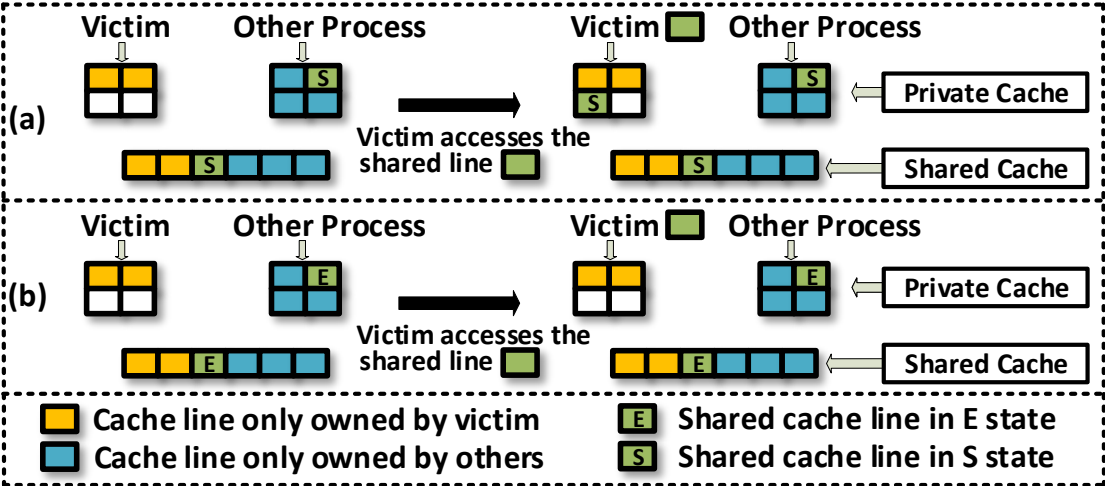 Victim Other Process Victim Other Process
S S S
S
(a) Private Cache
Victim accesses the
shared line
S S Shared Cache
Victim Other Process Victim Other Process
E E
(b) Private Cache
Victim accesses the
shared line
E E Shared Cache
Cache line only owned by victim E Shared cache line in E state
Cache line only owned by others S Shared cache line in S state